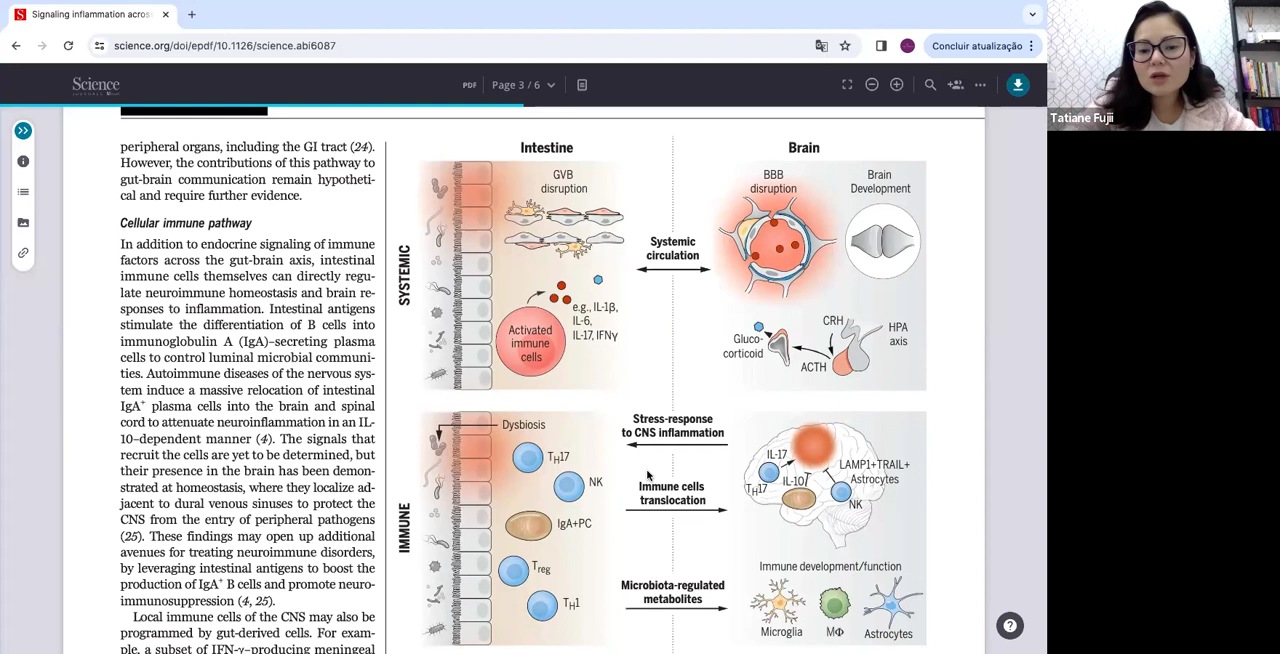 Signaling inflammation acros
science.org/doi/epdf/10.1126/science.abi6087
Concluir atualização
Science
PDF
Page 3 / 6
Tatiane Fujii
peripheral organs, including the GI tract (24).
However, the contributions of this pathway to
gut-brain communication remain hypotheti-
cal and require further evidence.
Cellular immune pathway
In addition to endocrine signaling of immune
factors across the gut-brain axis, intestinal
immune cells themselves can directly regu-
late neuroimmune homeostasis and brain re-
sponses to inflammation. Intestinal antigens
stimulate the differentiation of B cells into
immunoglobulin A (IgA)–secreting plasma
cells to control luminal microbial communi-
ties. Autoimmune diseases of the nervous sys-
tem induce a massive relocation of intestinal
IgA⁺ plasma cells into the brain and spinal
cord to attenuate neuroinflammation in an IL-
10–dependent manner (4). The signals that
recruit the cells are yet to be determined, but
their presence in the brain has been demon-
strated at homeostasis, where they localize ad-
jacent to dural venous sinuses to protect the
CNS from the entry of peripheral pathogens
(25). These findings may open up additional
avenues for treating neuroimmune disorders,
by leveraging intestinal antigens to boost the
production of IgA⁺ B cells and promote neuro-
immunosuppression (4, 25).
Local immune cells of the CNS may also be
programmed by gut-derived cells. For exam-
ple, a subset of IFN-γ–producing meningeal
Intestine
Brain
SYSTEMIC
GVB
disruption
Activated
immune
cells
e.g., IL-1β,
IL-6,
IL-17, IFNγ
Systemic
circulation
BBB
disruption
Brain
Development
Gluco-
corticoid
CRH
ACTH
HPA
axis
IMMUNE
Dysbiosis
TH17
NK
IgA+PC
Treg
TH1
Stress-response
to CNS inflammation
Immune cells
translocation
Microbiota-regulated
metabolites
IL-17
TH17
IL-10
LAMP1+TRAIL+
Astrocytes
NK
Immune development/function
Microglia
MΦ
Astrocytes